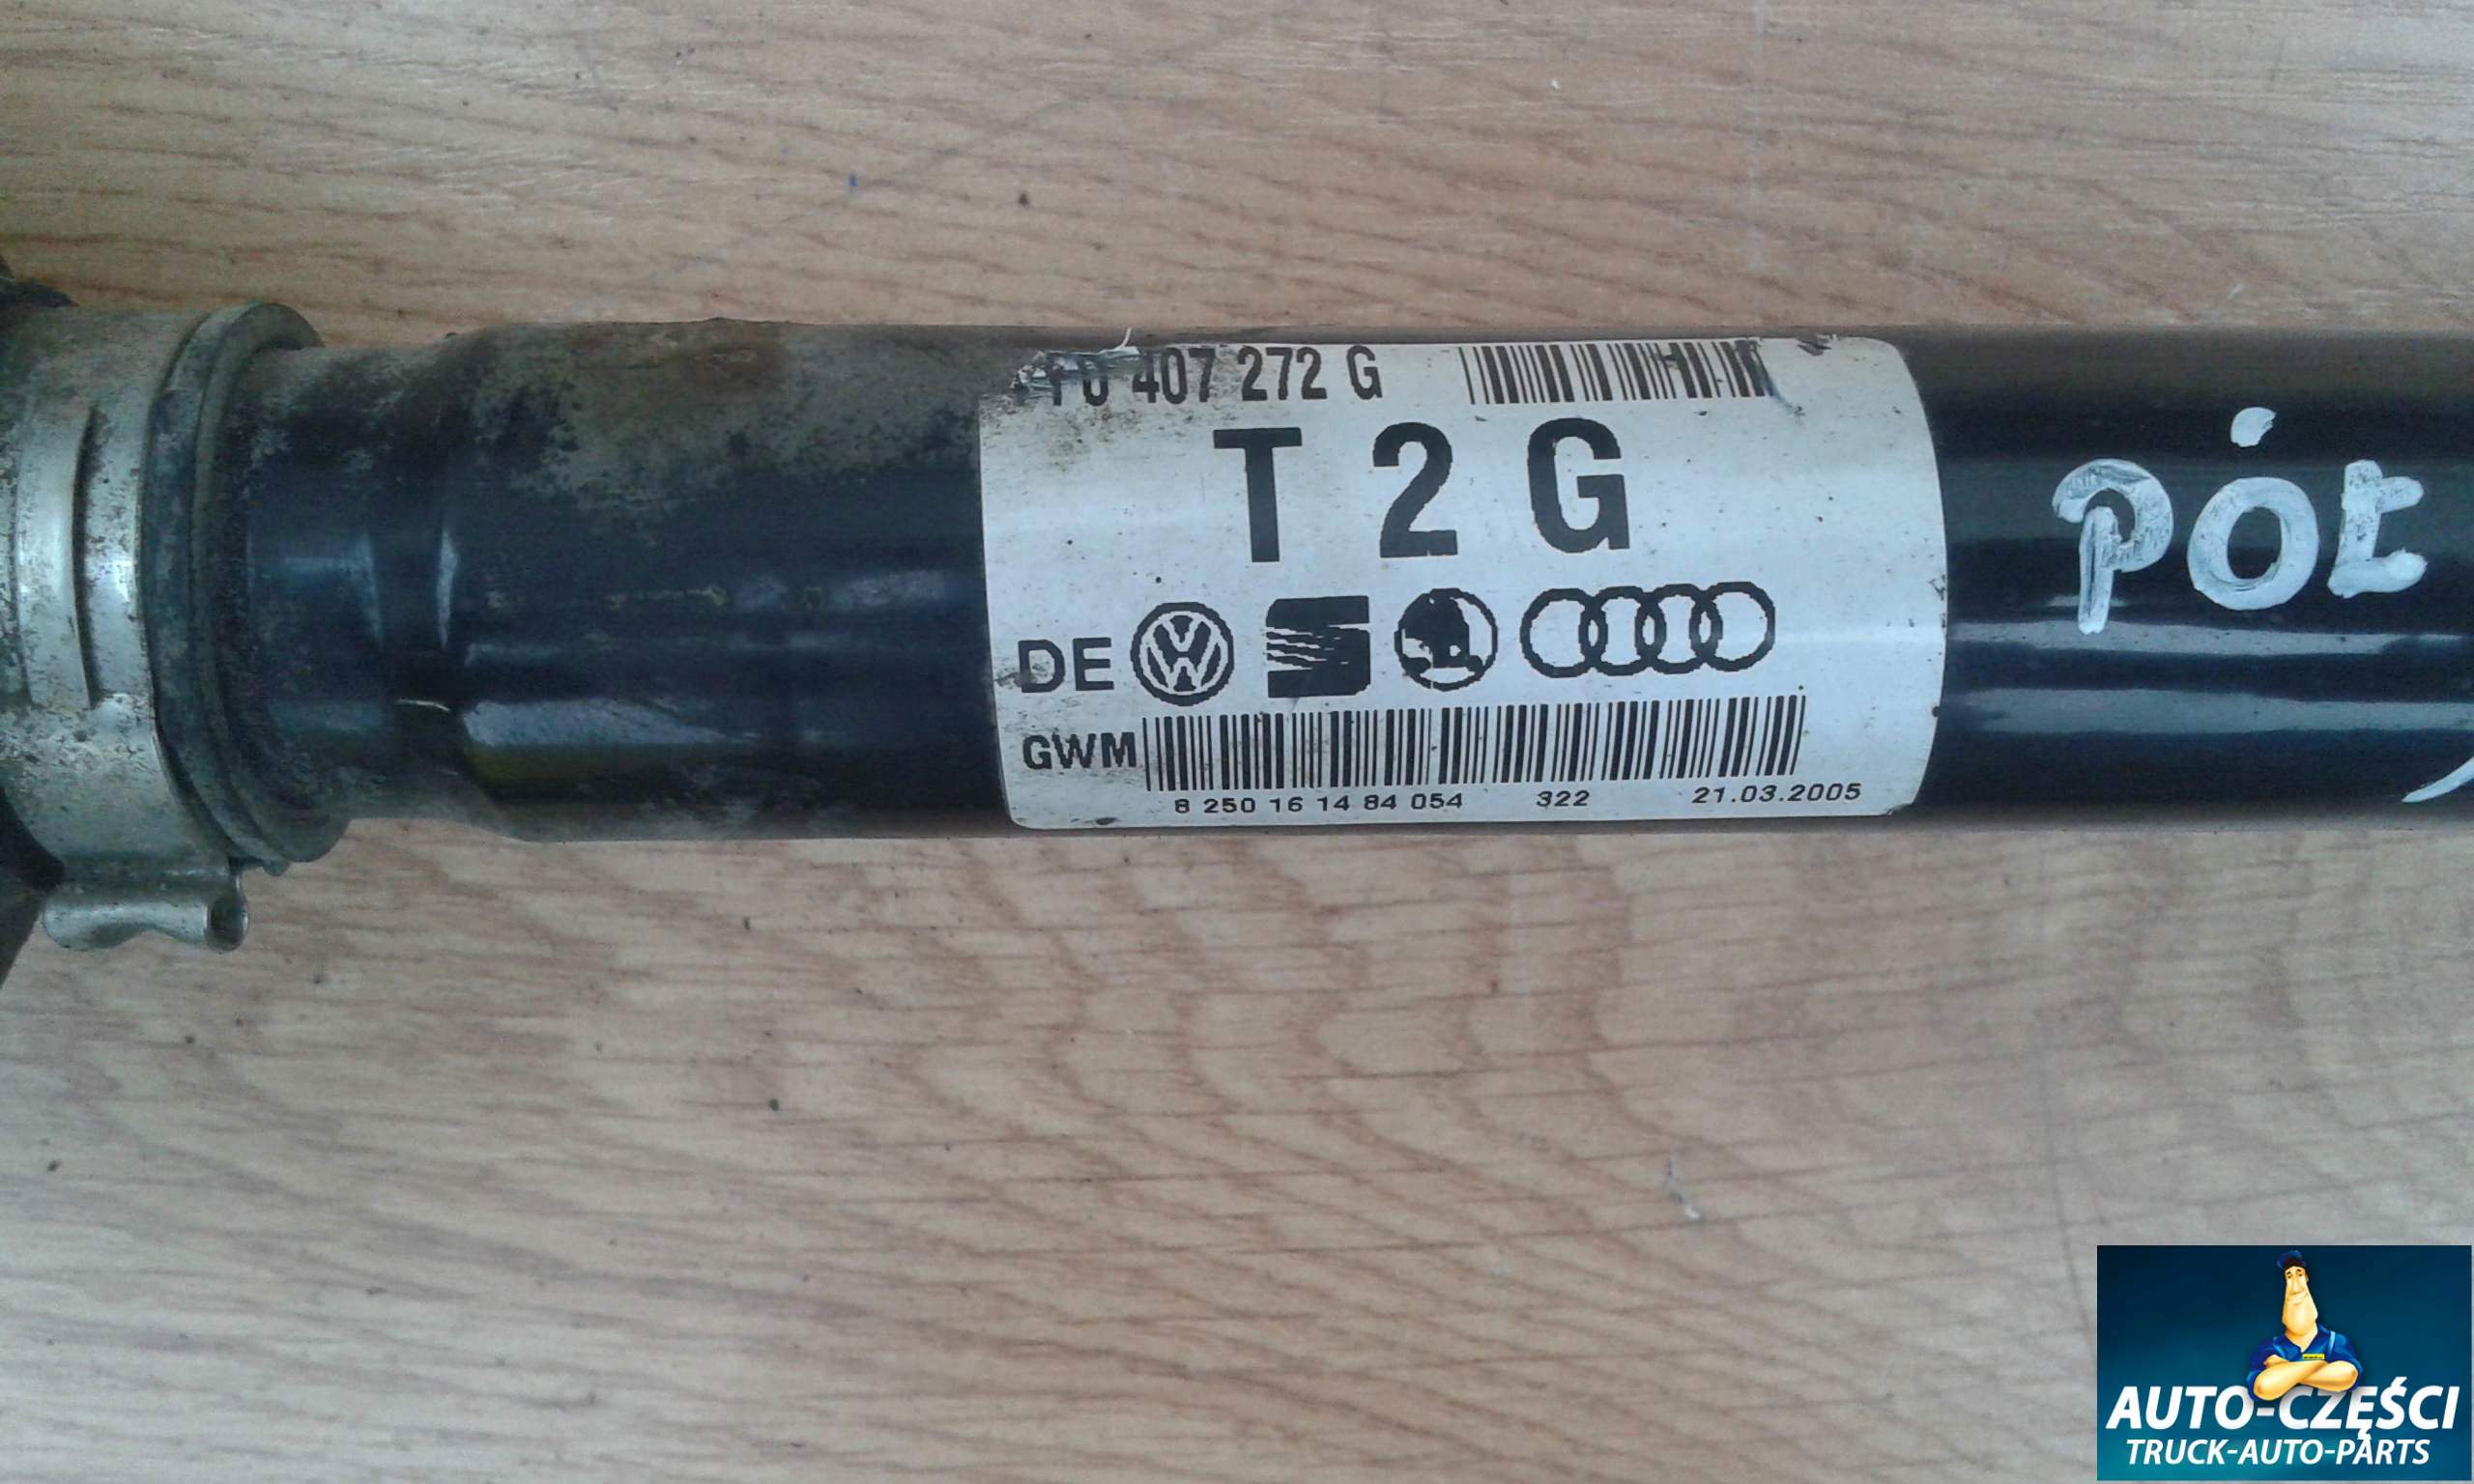 407 272 G
T 2 G
DE
GWM
8 250 16 14 84 054 322 21.03.2005
PÓŁ
AUTO-CZĘŚCI
TRUCK-AUTO-PARTS